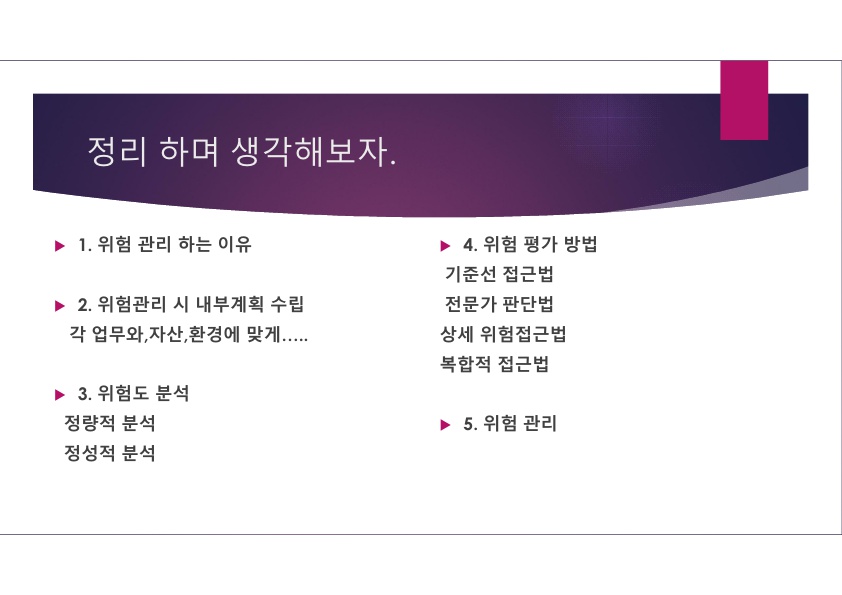 정리 하며 생각해보자.
1. 위험 관리 하는 이유
2. 위험관리 시 내부계획 수립
각 업무와,자산,환경에 맞게…..
3. 위험도 분석
정량적 분석
정성적 분석
4. 위험 평가 방법
기준선 접근법
전문가 판단법
상세 위험접근법
복합적 접근법
5. 위험 관리